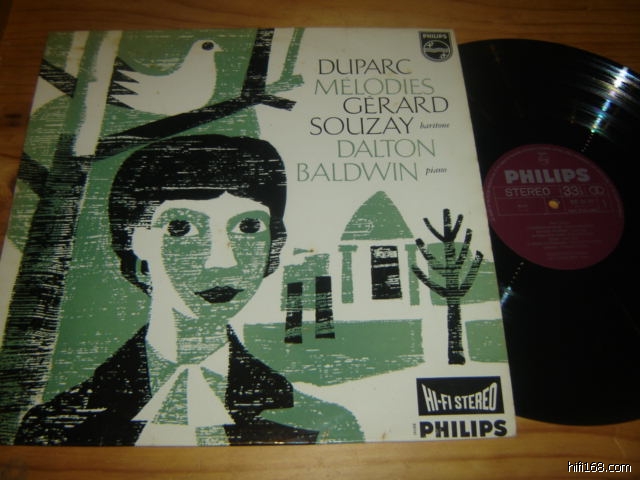 PHILIPS
DUPARC
MÉLODIES
GÉRARD
SOUZAY baritone
DALTON
BALDWIN piano
HI-FI STEREO
PHILIPS
PHILIPS
STEREO 33⅓
hifi168.com